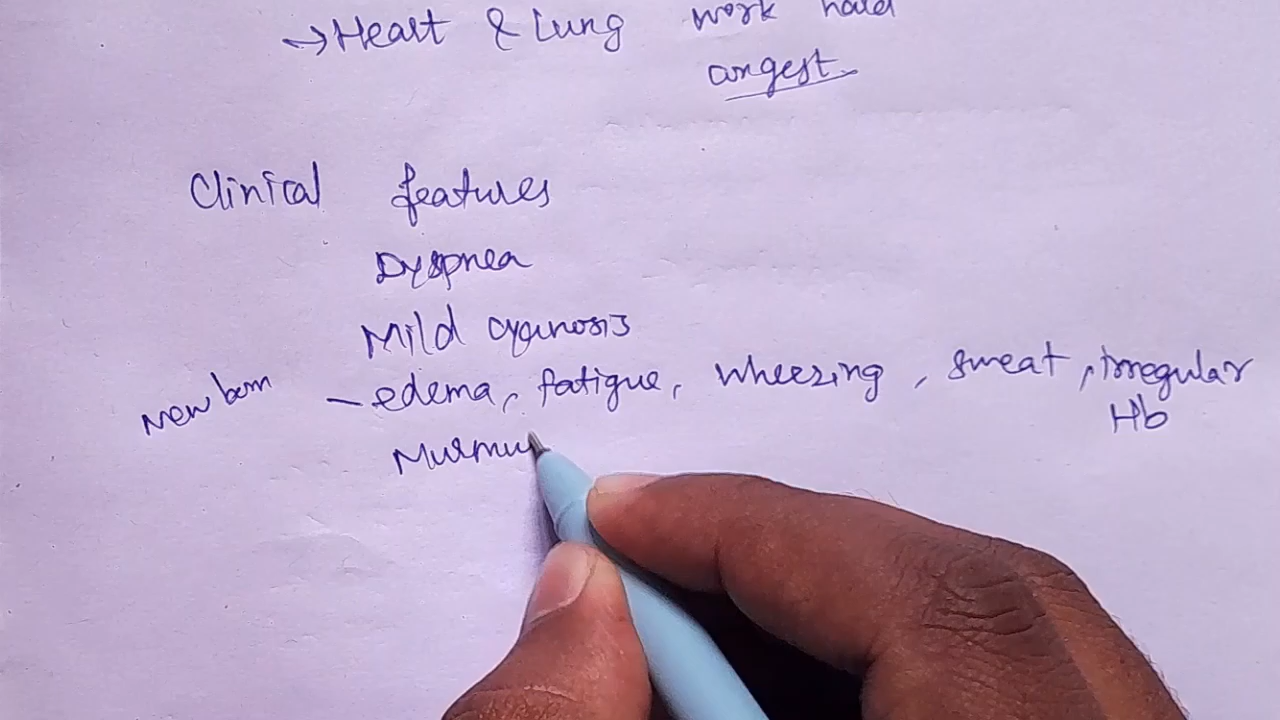 →Heart & Lung work hard
congest
Clinical features
Dyspnea
Mild cyanosis
New born - edema, fatigue, wheezing, sweat, irregular
Hb
Murmu